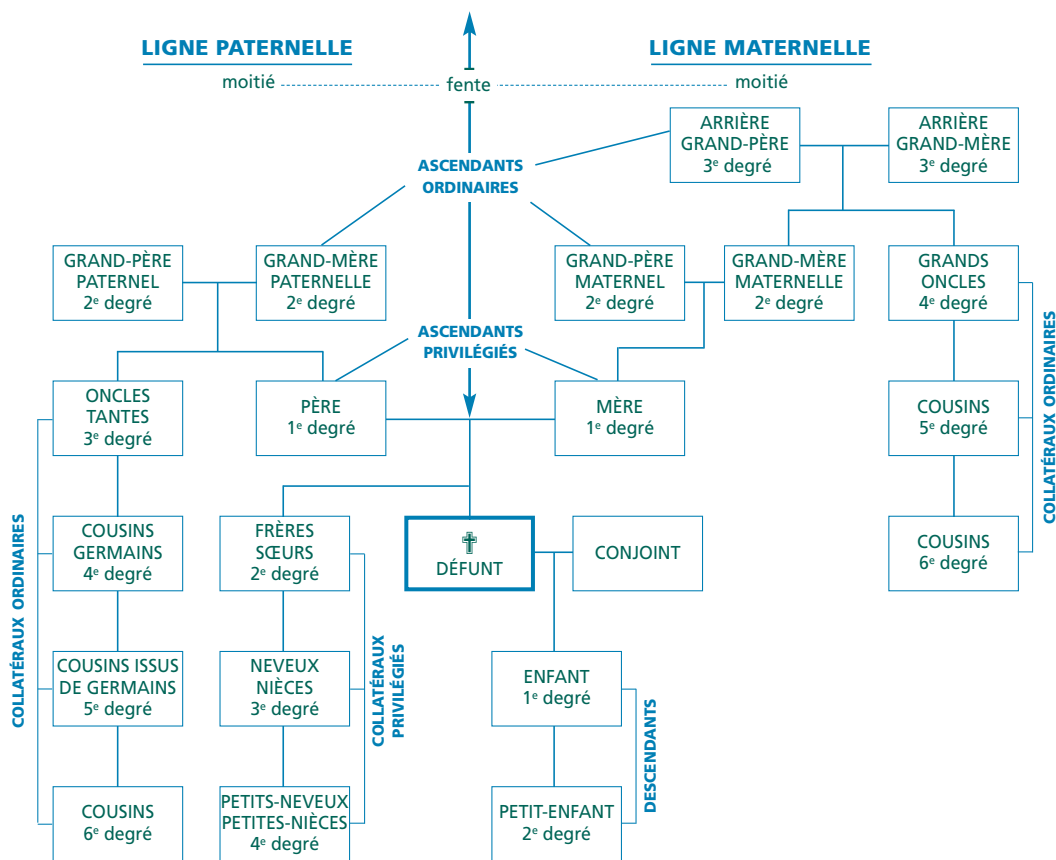 LIGNE PATERNELLE
LIGNE MATERNELLE
moitié
fente
moitié
ARRIÈRE
GRAND-PÈRE
3e degré
ARRIÈRE
GRAND-MÈRE
3e degré
ASCENDANTS
ORDINAIRES
GRAND-PÈRE
PATERNEL
2e degré
GRAND-MÈRE
PATERNELLE
2e degré
GRAND-PÈRE
MATERNEL
2e degré
GRAND-MÈRE
MATERNELLE
2e degré
GRANDS
ONCLES
4e degré
ASCENDANTS
PRIVILÉGIÉS
ONCLES
TANTES
3e degré
PÈRE
1e degré
MÈRE
1e degré
COUSINS
5e degré
COLLATÉRAUX ORDINAIRES
COUSINS
GERMAINS
4e degré
FRÈRES
SŒURS
2e degré
DÉFUNT
CONJOINT
COUSINS
6e degré
COLLATÉRAUX ORDINAIRES
COUSINS ISSUS
DE GERMAINS
5e degré
NEVEUX
NIÈCES
3e degré
COLLATÉRAUX
PRIVILÉGIÉS
ENFANT
1e degré
DESCENDANTS
COUSINS
6e degré
PETITS-NEVEUX
PETITES-NIÈCES
4e degré
PETIT-ENFANT
2e degré